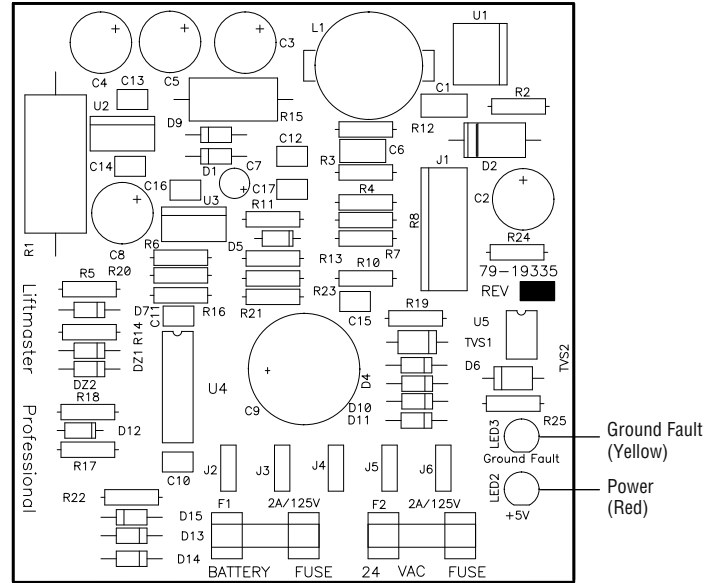 C4
C5
C3
L1
U1
C13
U2
R15
C1
R2
D9
R12
C12
C6
D1
R3
D2
C14
C7
J1
C16
C17
R4
U3
R11
R8
C2
R1
C8
R6
D5
R13
R7
R24
R5
R20
R10
79-19335
REV
Liftmaster
D7
C11
R16
R21
R23
C15
R19
U5
R14
DZ1
TVS1
TVS2
DZ2
U4
D4
D6
R18
C9
D10
D12
D11
R25
Professional
R17
LED3
Ground Fault
Ground Fault
(Yellow)
C10
J2
J3
J4
J5
J6
LED2
Power
(Red)
R22
F1
2A/125V
F2
2A/125V
+5V
D15
D13
D14
BATTERY FUSE
24 VAC FUSE